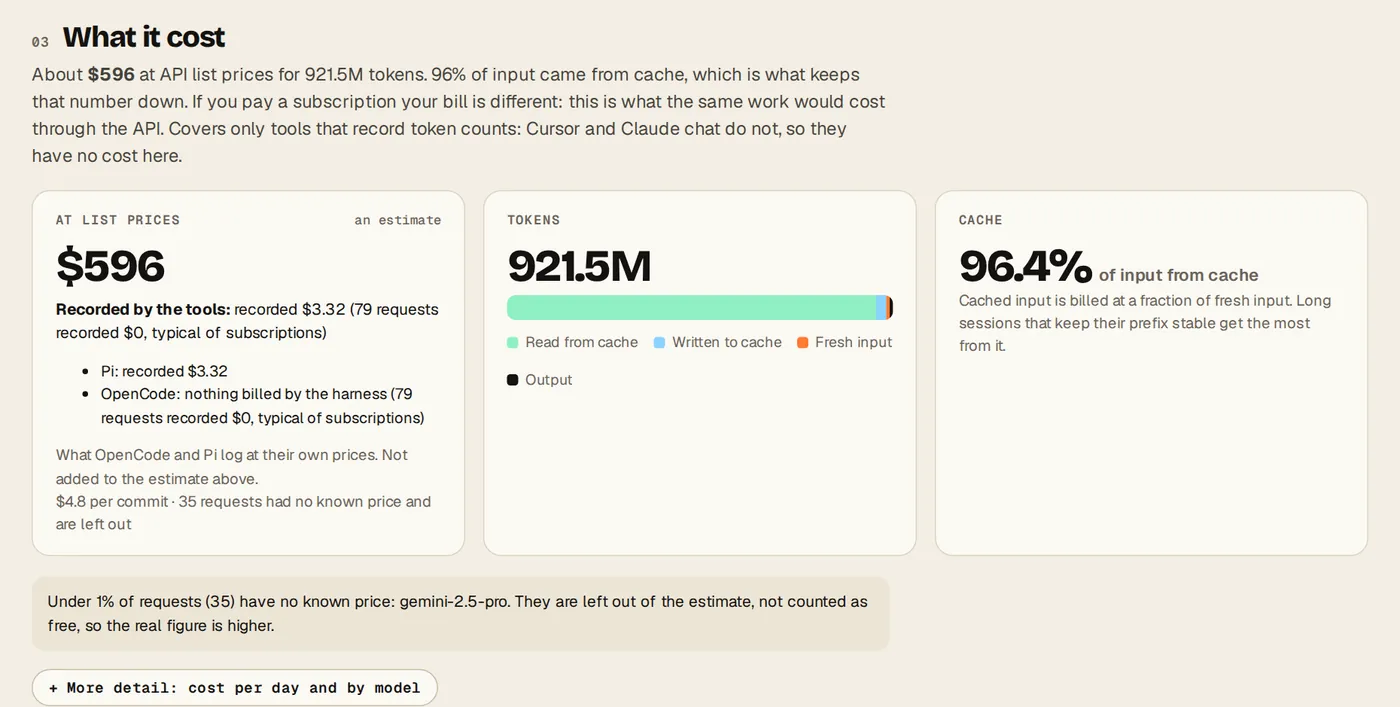 03 What it cost
About $596 at API list prices for 921.5M tokens. 96% of input came from cache, which is what keeps
that number down. If you pay a subscription your bill is different: this is what the same work would cost
through the API. Covers only tools that record token counts: Cursor and Claude chat do not, so they
have no cost here.
AT LIST PRICES an estimate
$596
Recorded by the tools: recorded $3.32 (79 requests
recorded $0, typical of subscriptions)
• Pi: recorded $3.32
• OpenCode: nothing billed by the harness (79
requests recorded $0, typical of subscriptions)
What OpenCode and Pi log at their own prices. Not
added to the estimate above.
$4.8 per commit · 35 requests had no known price and
are left out
TOKENS
921.5M
Read from cache Written to cache Fresh input
Output
CACHE
96.4% of input from cache
Cached input is billed at a fraction of fresh input. Long
sessions that keep their prefix stable get the most
from it.
Under 1% of requests (35) have no known price: gemini-2.5-pro. They are left out of the estimate, not counted as
free, so the real figure is higher.
+ More detail: cost per day and by model